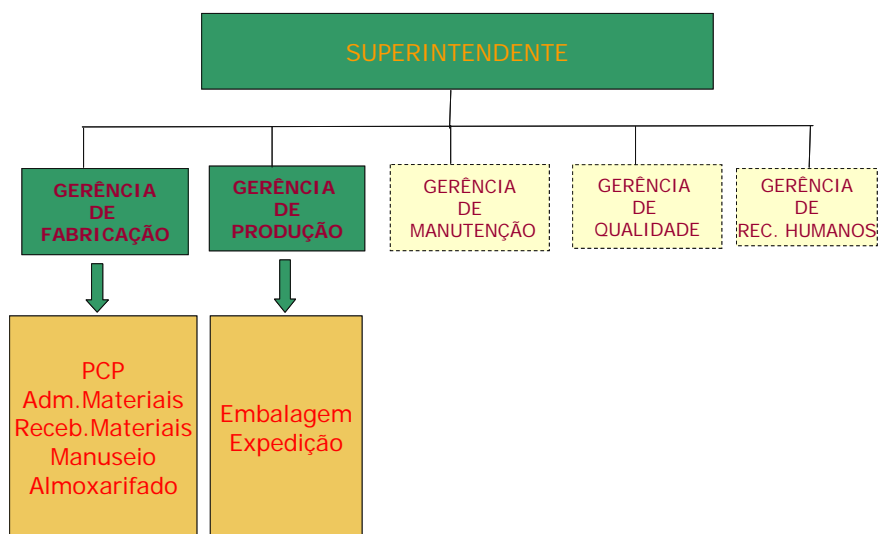 SUPERINTENDENTE
GERÊNCIA
DE
FABRICAÇÃO
GERÊNCIA
DE
PRODUÇÃO
GERÊNCIA
DE
MANUTENÇÃO
GERÊNCIA
DE
QUALIDADE
GERÊNCIA
DE
REC. HUMANOS
PCP
Adm.Materiais
Receb.Materiais
Manuseio
Almoxarifado
Embalagem
Expedição